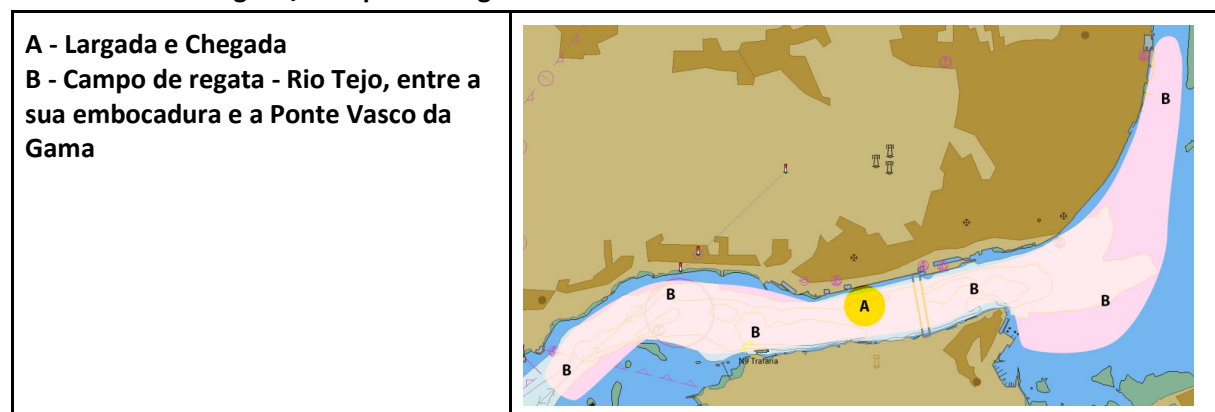 A - Largada e Chegada
B - Campo de regata - Rio Tejo, entre a
sua embocadura e a Ponte Vasco da
Gama
B
B
B
A
B
B
N9 Trafaria
B